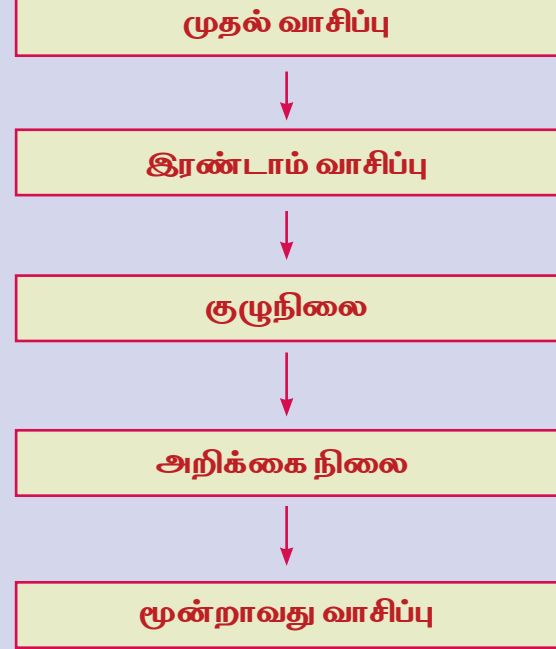 முதல் வாசிப்பு
இரண்டாம் வாசிப்பு
குழுநிலை
அறிக்கை நிலை
மூன்றாவது வாசிப்பு